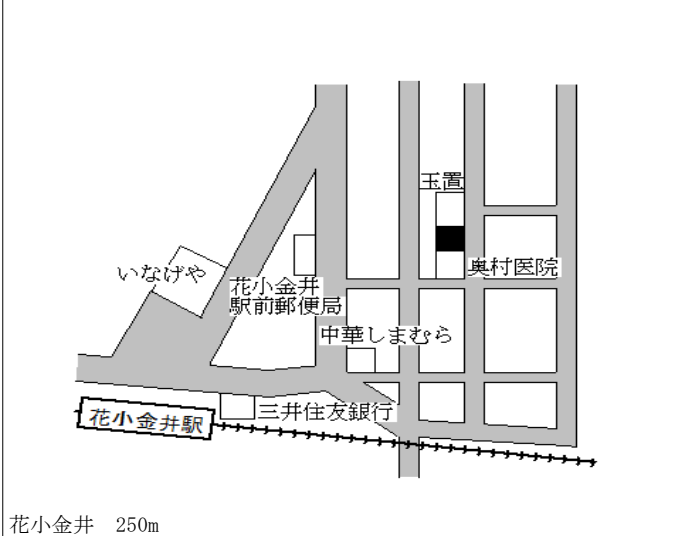 玉置
いなげや
奥村医院
花小金井
駅前郵便局
中華しまむら
三井住友銀行
花小金井駅
花小金井　250m